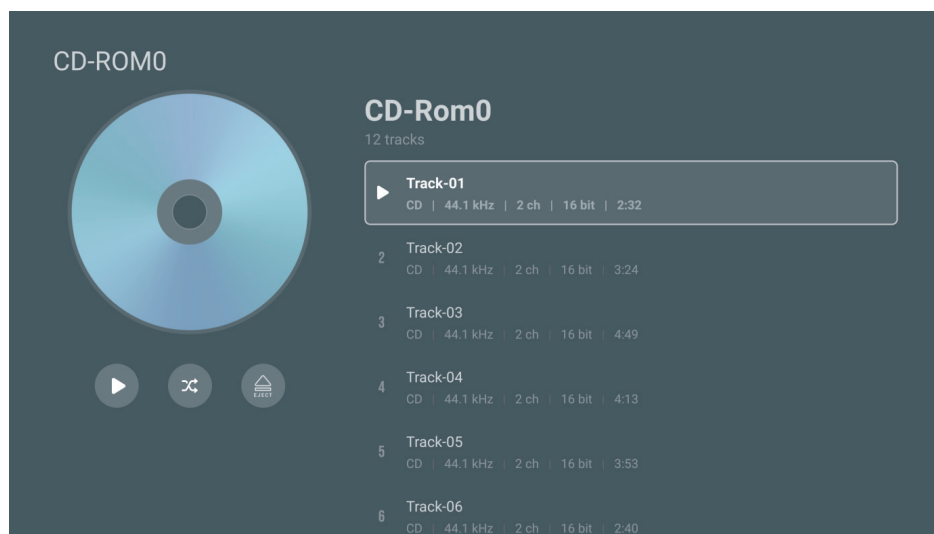 CD-ROM0
CD-Rom0
12 tracks
Track-01
CD | 44.1 kHz | 2 ch | 16 bit | 2:32
2
Track-02
CD | 44.1 kHz | 2 ch | 16 bit | 3:24
3
Track-03
CD | 44.1 kHz | 2 ch | 16 bit | 4:49
4
Track-04
CD | 44.1 kHz | 2 ch | 16 bit | 4:13
5
Track-05
CD | 44.1 kHz | 2 ch | 16 bit | 3:53
6
Track-06
CD | 44.1 kHz | 2 ch | 16 bit | 2:40
EJECT